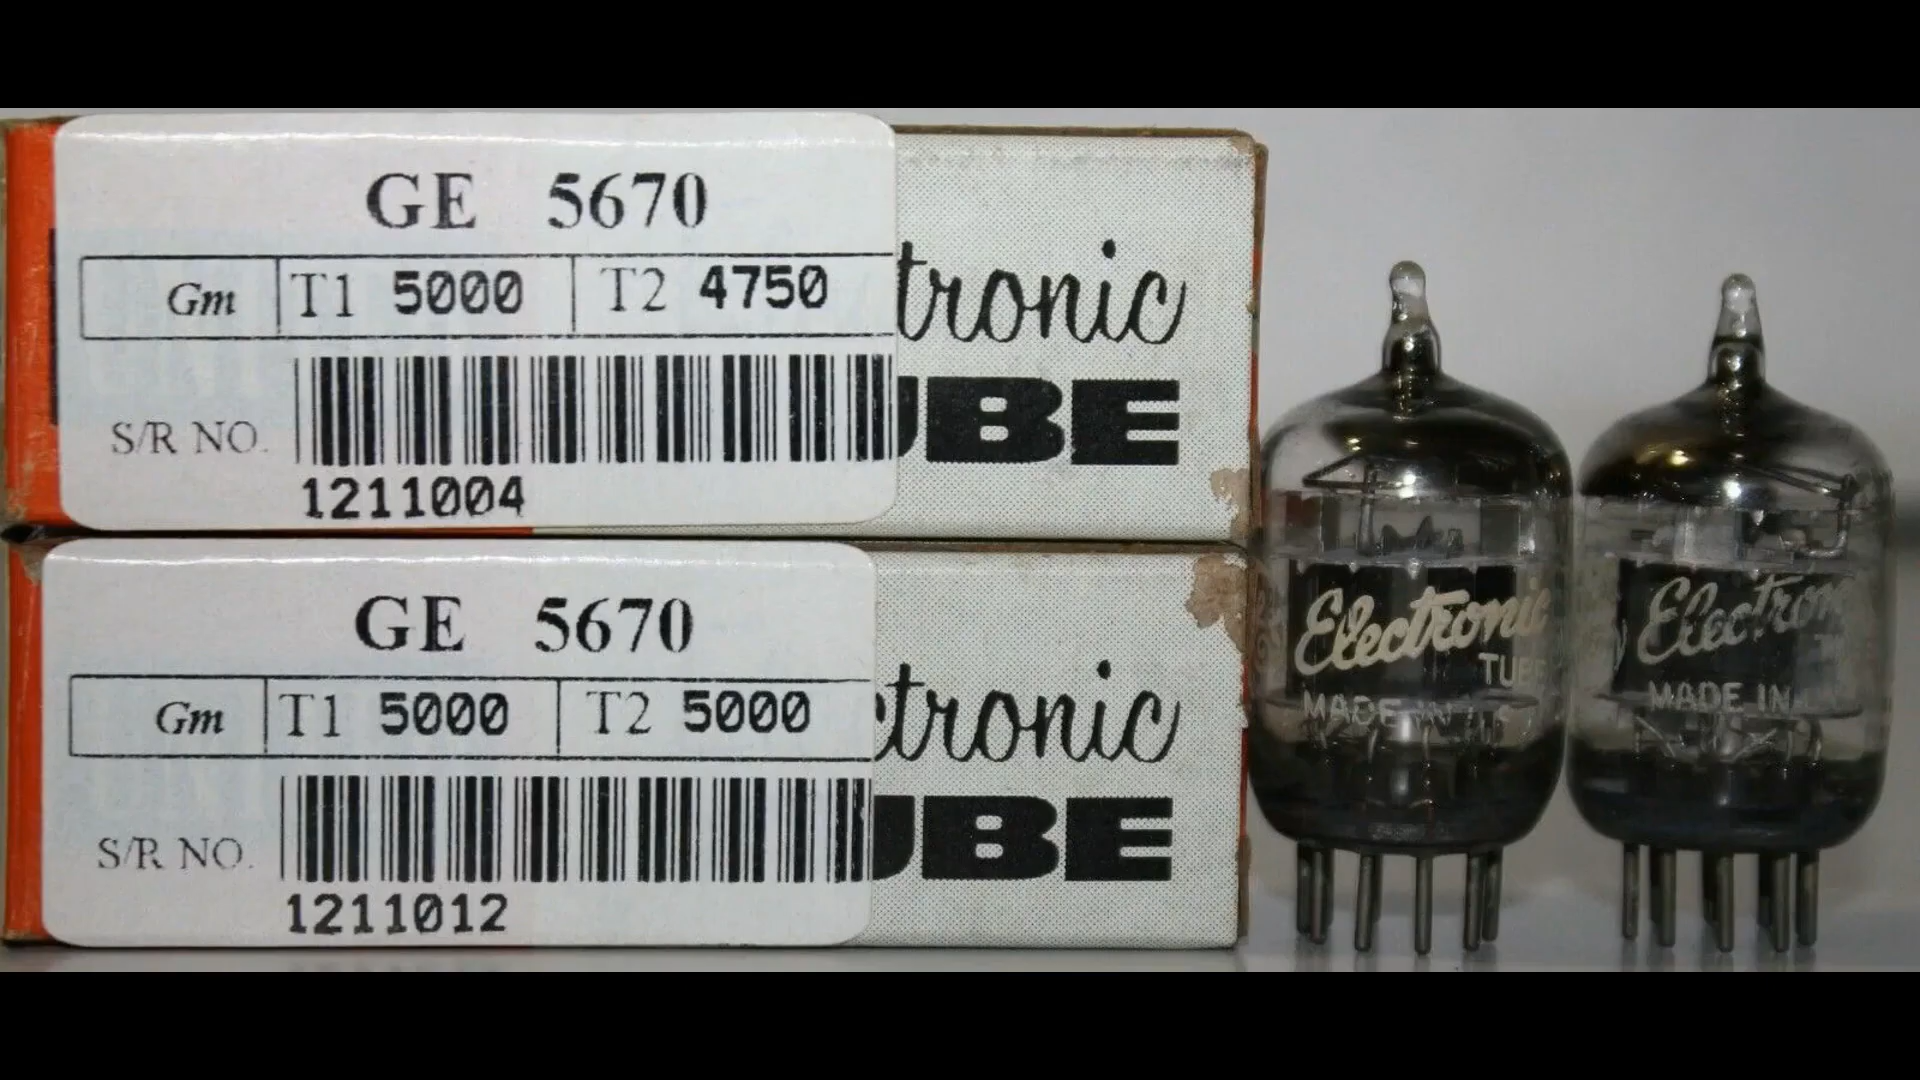 GE 5670
Gm T1 5000 T2 4750
S/R NO.
1211004
tronic
UBE
GE 5670
Gm T1 5000 T2 5000
S/R NO.
1211012
tronic
UBE
Electronic
TUBE
MADE IN U.S.
Electron
MADE IN